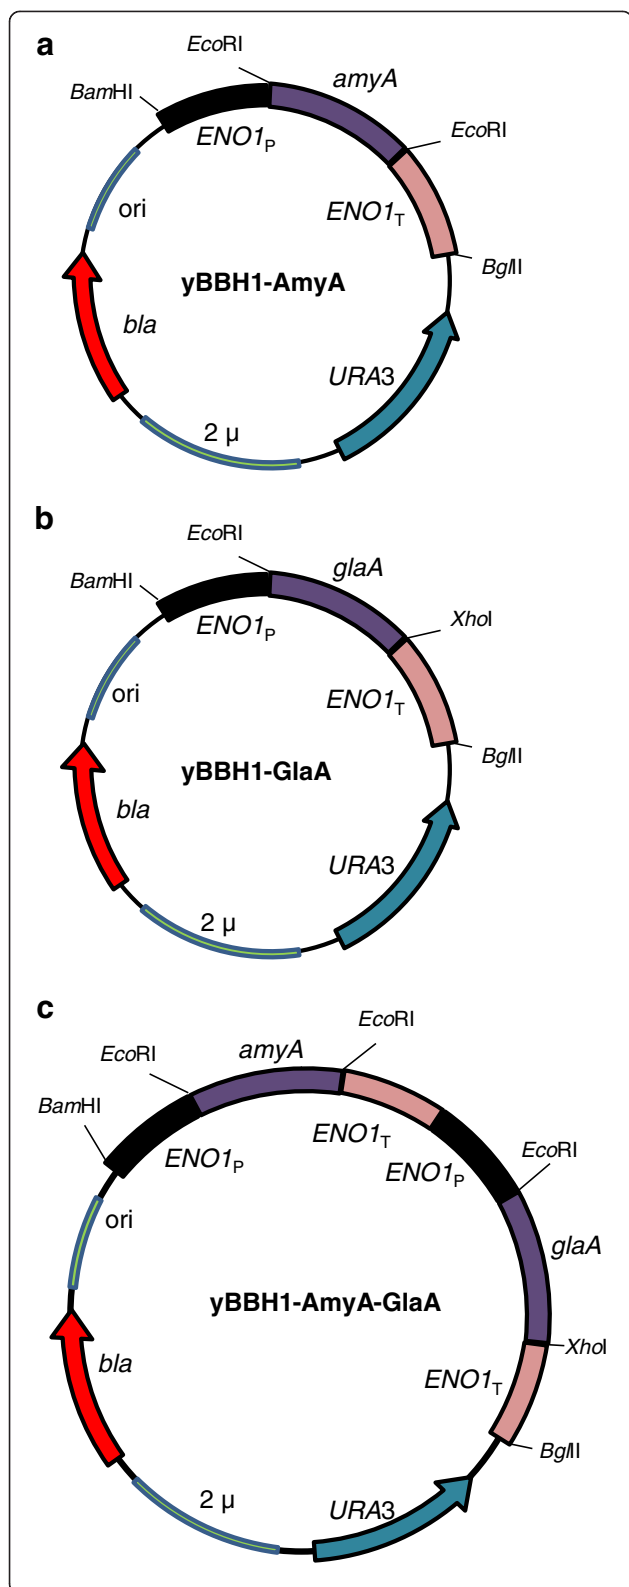 a
EcoRI
amyA
BamHI
EcoRI
ENO1P
ori
ENO1T
BglII
yBBH1-AmyA
bla
URA3
2 µ
b
EcoRI
glaA
BamHI
XhoI
ENO1P
ori
ENO1T
BglII
yBBH1-GlaA
bla
URA3
2 µ
c
EcoRI
amyA
EcoRI
BamHI
ENO1T
ENO1P
ENO1P
EcoRI
ori
glaA
yBBH1-AmyA-GlaA
XhoI
bla
ENO1T
BglII
2 µ
URA3